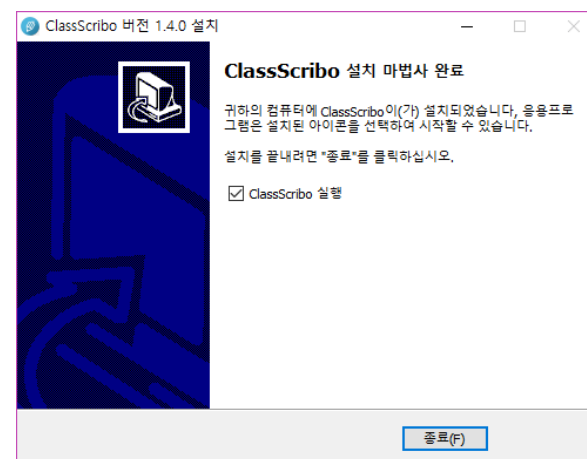 ClassScribo 버전 1.4.0 설치
ClassScribo 설치 마법사 완료
귀하의 컴퓨터에 ClassScribo이(가) 설치되었습니다, 응용프로
그램은 설치된 아이콘을 선택하여 시작할 수 있습니다.
설치를 끝내려면 "종료"를 클릭하십시오.
ClassScribo 실행
종료(F)